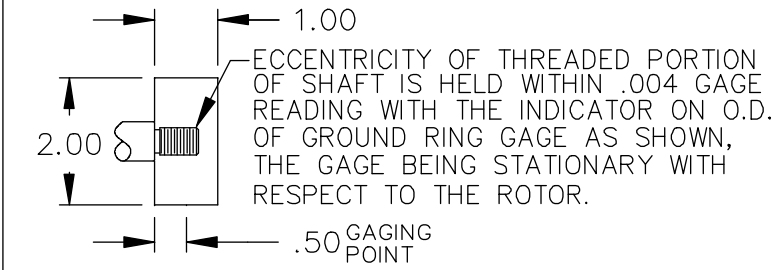 1.00
ECCENTRICITY OF THREADED PORTION
OF SHAFT IS HELD WITHIN .004 GAGE
READING WITH THE INDICATOR ON O.D.
OF GROUND RING GAGE AS SHOWN,
THE GAGE BEING STATIONARY WITH
RESPECT TO THE ROTOR.
2.00
.50 GAGING
POINT